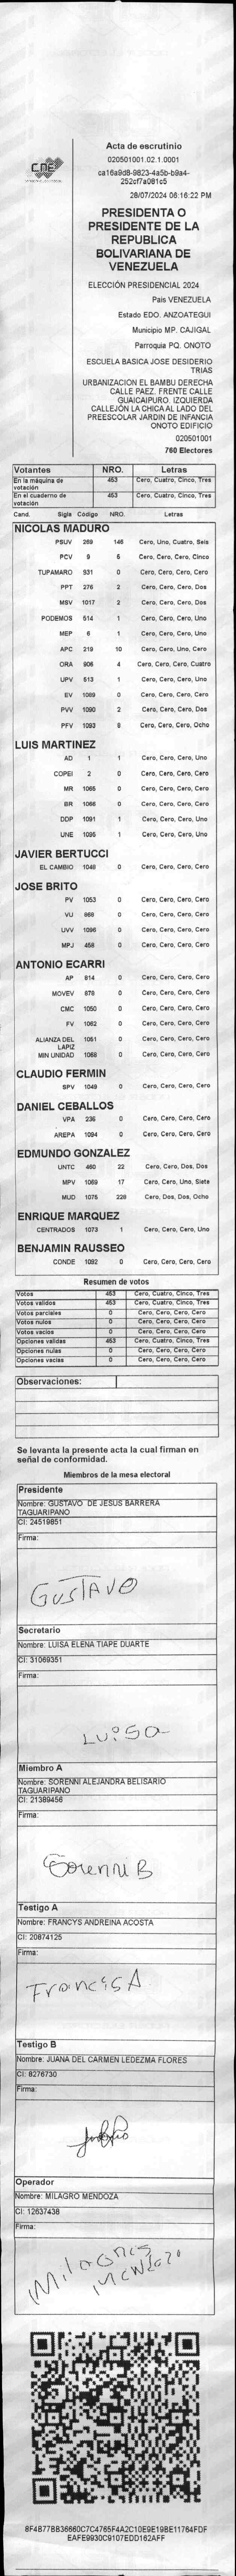 CNE
Acta de escrutinio
020501001.02.1.0001
ca16a9d8-9823-4a5b-b9a4-
252cf7a081c5
28/07/2024 06:16:22 PM
PRESIDENTA O
PRESIDENTE DE LA
REPUBLICA
BOLIVARIANA DE
VENEZUELA
ELECCIÓN PRESIDENCIAL 2024
País VENEZUELA
Estado EDO. ANZOATEGUI
Municipio MP. CAJIGAL
Parroquia PQ. ONOTO
ESCUELA BASICA JOSE DESIDERIO
TRIAS
URBANIZACION EL BAMBU DERECHA
CALLE PAEZ. FRENTE CALLE
GUAICAIPURO. IZQUIERDA
CALLEJÓN LA CHICA AL LADO DEL
PREESCOLAR JARDIN DE INFANCIA
ONOTO EDIFICIO
020501001
760 Electores
Votantes NRO. Letras
En la máquina de votación 453 Cero, Cuatro, Cinco, Tres
En el cuaderno de votación 453 Cero, Cuatro, Cinco, Tres
Cand. Sigla Código NRO. Letras
NICOLAS MADURO
PSUV 269 146 Cero, Uno, Cuatro, Seis
PCV 9 5 Cero, Cero, Cero, Cinco
TUPAMARO 931 0 Cero, Cero, Cero, Cero
PPT 276 2 Cero, Cero, Cero, Dos
MSV 1017 2 Cero, Cero, Cero, Dos
PODEMOS 514 1 Cero, Cero, Cero, Uno
MEP 6 1 Cero, Cero, Cero, Uno
APC 219 10 Cero, Cero, Uno, Cero
ORA 906 4 Cero, Cero, Cero, Cuatro
UPV 513 1 Cero, Cero, Cero, Uno
EV 1089 0 Cero, Cero, Cero, Cero
PVV 1090 2 Cero, Cero, Cero, Dos
PFV 1093 8 Cero, Cero, Cero, Ocho
LUIS MARTINEZ
AD 1 1 Cero, Cero, Cero, Uno
COPEI 2 0 Cero, Cero, Cero, Cero
MR 1065 0 Cero, Cero, Cero, Cero
BR 1066 0 Cero, Cero, Cero, Cero
DDP 1091 1 Cero, Cero, Cero, Uno
UNE 1095 1 Cero, Cero, Cero, Uno
JAVIER BERTUCCI
EL CAMBIO 1048 0 Cero, Cero, Cero, Cero
JOSE BRITO
PV 1053 0 Cero, Cero, Cero, Cero
VU 868 0 Cero, Cero, Cero, Cero
UVV 1096 0 Cero, Cero, Cero, Cero
MPJ 458 0 Cero, Cero, Cero, Cero
ANTONIO ECARRI
AP 814 0 Cero, Cero, Cero, Cero
MOVEV 876 0 Cero, Cero, Cero, Cero
CMC 1050 0 Cero, Cero, Cero, Cero
FV 1062 0 Cero, Cero, Cero, Cero
ALIANZA DEL LAPIZ 1051 0 Cero, Cero, Cero, Cero
MIN UNIDAD 1068 0 Cero, Cero, Cero, Cero
CLAUDIO FERMIN
SPV 1049 0 Cero, Cero, Cero, Cero
DANIEL CEBALLOS
VPA 236 0 Cero, Cero, Cero, Cero
AREPA 1094 0 Cero, Cero, Cero, Cero
EDMUNDO GONZALEZ
UNTC 460 22 Cero, Cero, Dos, Dos
MPV 1069 17 Cero, Cero, Uno, Siete
MUD 1075 228 Cero, Dos, Dos, Ocho
ENRIQUE MARQUEZ
CENTRADOS 1073 1 Cero, Cero, Cero, Uno
BENJAMIN RAUSSEO
CONDE 1092 0 Cero, Cero, Cero, Cero
Resumen de votos
Votos 453 Cero, Cuatro, Cinco, Tres
Votos validos 453 Cero, Cuatro, Cinco, Tres
Votos parciales 0 Cero, Cero, Cero, Cero
Votos nulos 0 Cero, Cero, Cero, Cero
Votos vacios 0 Cero, Cero, Cero, Cero
Opciones validas 453 Cero, Cuatro, Cinco, Tres
Opciones nulas 0 Cero, Cero, Cero, Cero
Opciones vacias 0 Cero, Cero, Cero, Cero
Observaciones:
Se levanta la presente acta la cual firman en
señal de conformidad.
Miembros de la mesa electoral
Presidente
Nombre: GUSTAVO DE JESUS BARRERA
TAGUARIPANO
CI: 24519851
Firma:
GUSTAVO
Secretario
Nombre: LUISA ELENA TIAPE DUARTE
CI: 31069351
Firma:
Luisa
Miembro A
Nombre: SORENNI ALEJANDRA BELISARIO
TAGUARIPANO
CI: 21389456
Firma:
Sorenni B
Testigo A
Nombre: FRANCYS ANDREINA ACOSTA
CI: 20874125
Firma:
Francis A
Testigo B
Nombre: JUANA DEL CARMEN LEDEZMA FLORES
CI: 8276730
Firma:
Operador
Nombre: MILAGRO MENDOZA
CI: 12637438
Firma:
8F4B77BB36660C7C4765F4A2C10E9E19BE11764FDF
EAFE9930C9107EDD162AFF